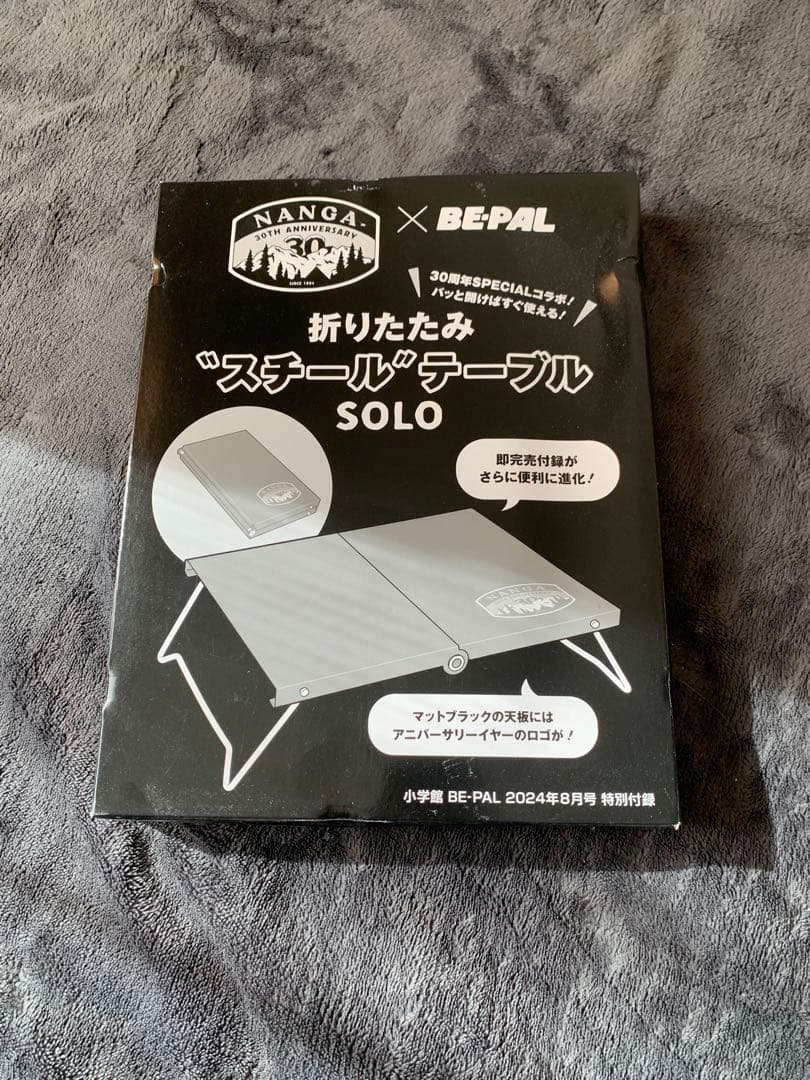 NANGA
30TH ANNIVERSARY
30
SINCE 1994
× BE-PAL
30周年SPECIALコラボ!
パッと開けばすぐ使える!
折りたたみ
“スチール”テーブル
SOLO
即完売付録が
さらに便利に進化!
NANGA
マットブラックの天板には
アニバーサリーイヤーのロゴが!
小学館 BE-PAL 2024年8月号 特別付録